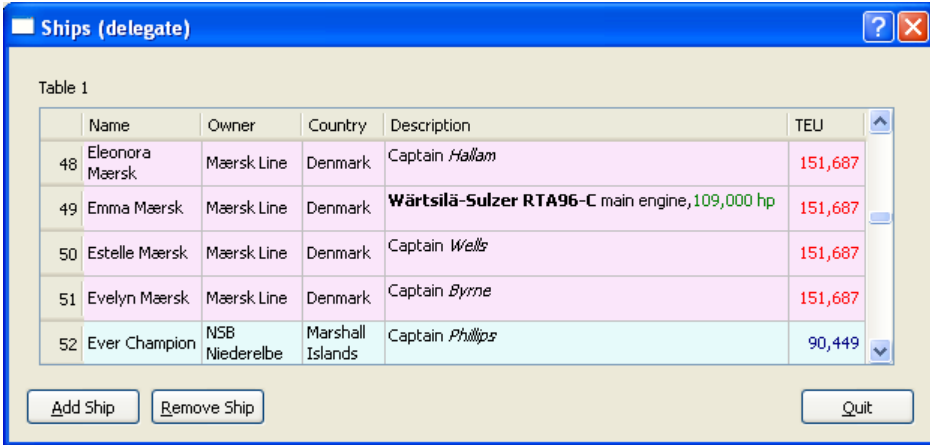 Ships (delegate)
Table 1
Name Owner Country Description TEU
48 Eleonora Mærsk Mærsk Line Denmark Captain Hallam 151,687
49 Emma Mærsk Mærsk Line Denmark Wärtsilä-Sulzer RTA96-C main engine,109,000 hp 151,687
50 Estelle Mærsk Mærsk Line Denmark Captain Wells 151,687
51 Evelyn Mærsk Mærsk Line Denmark Captain Byrne 151,687
52 Ever Champion NSB Niederelbe Marshall Islands Captain Phillips 90,449
Add Ship Remove Ship Quit